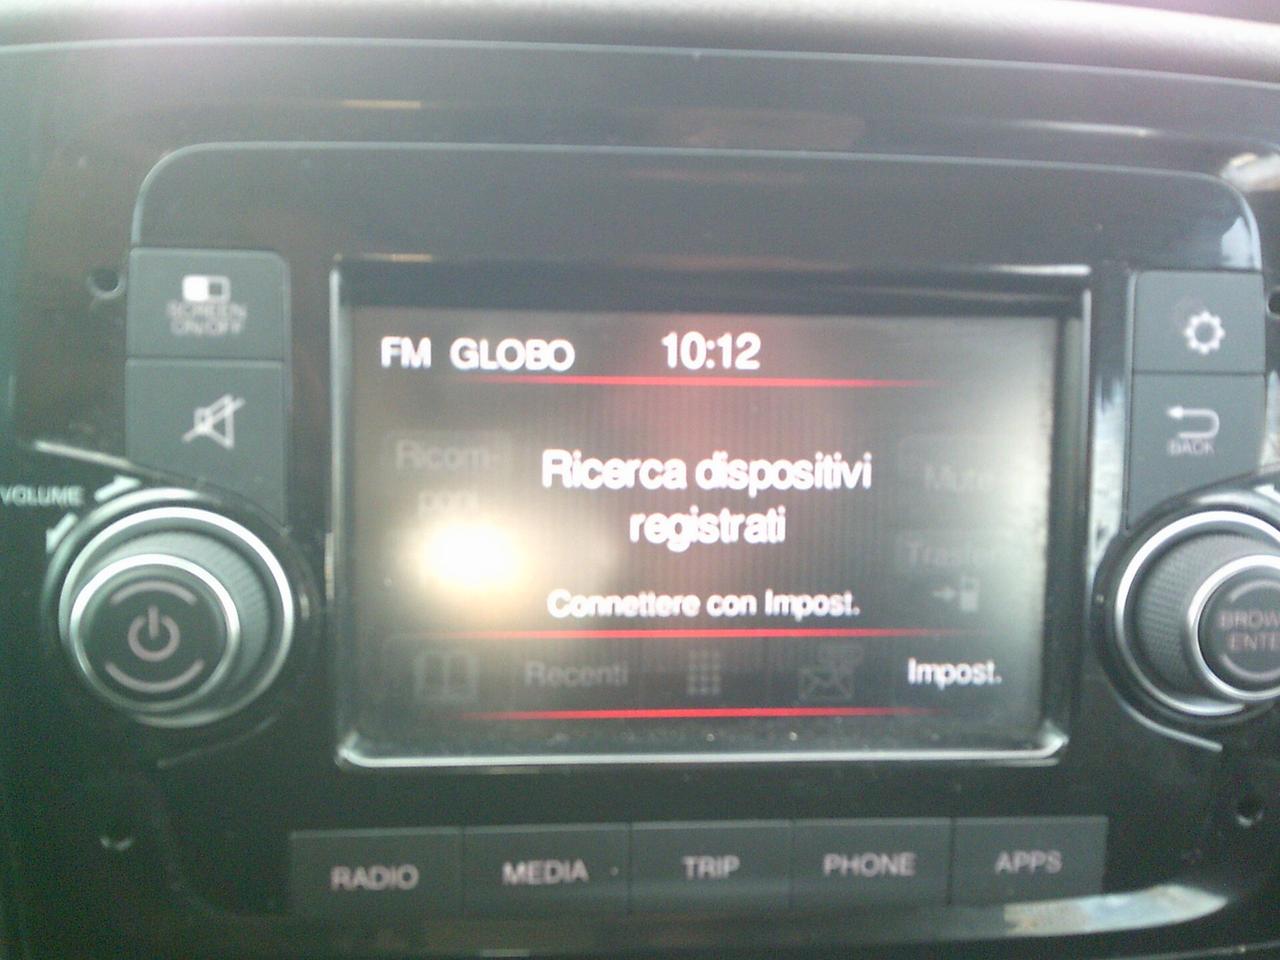 SCREEN
ON/OFF
VOLUME
FM GLOBO 10:12
Ricerca dispositivi
registrati
Connettere con Impost.
Recenti
Impost.
Mute
BACK
RADIO
MEDIA
TRIP
PHONE
APPS